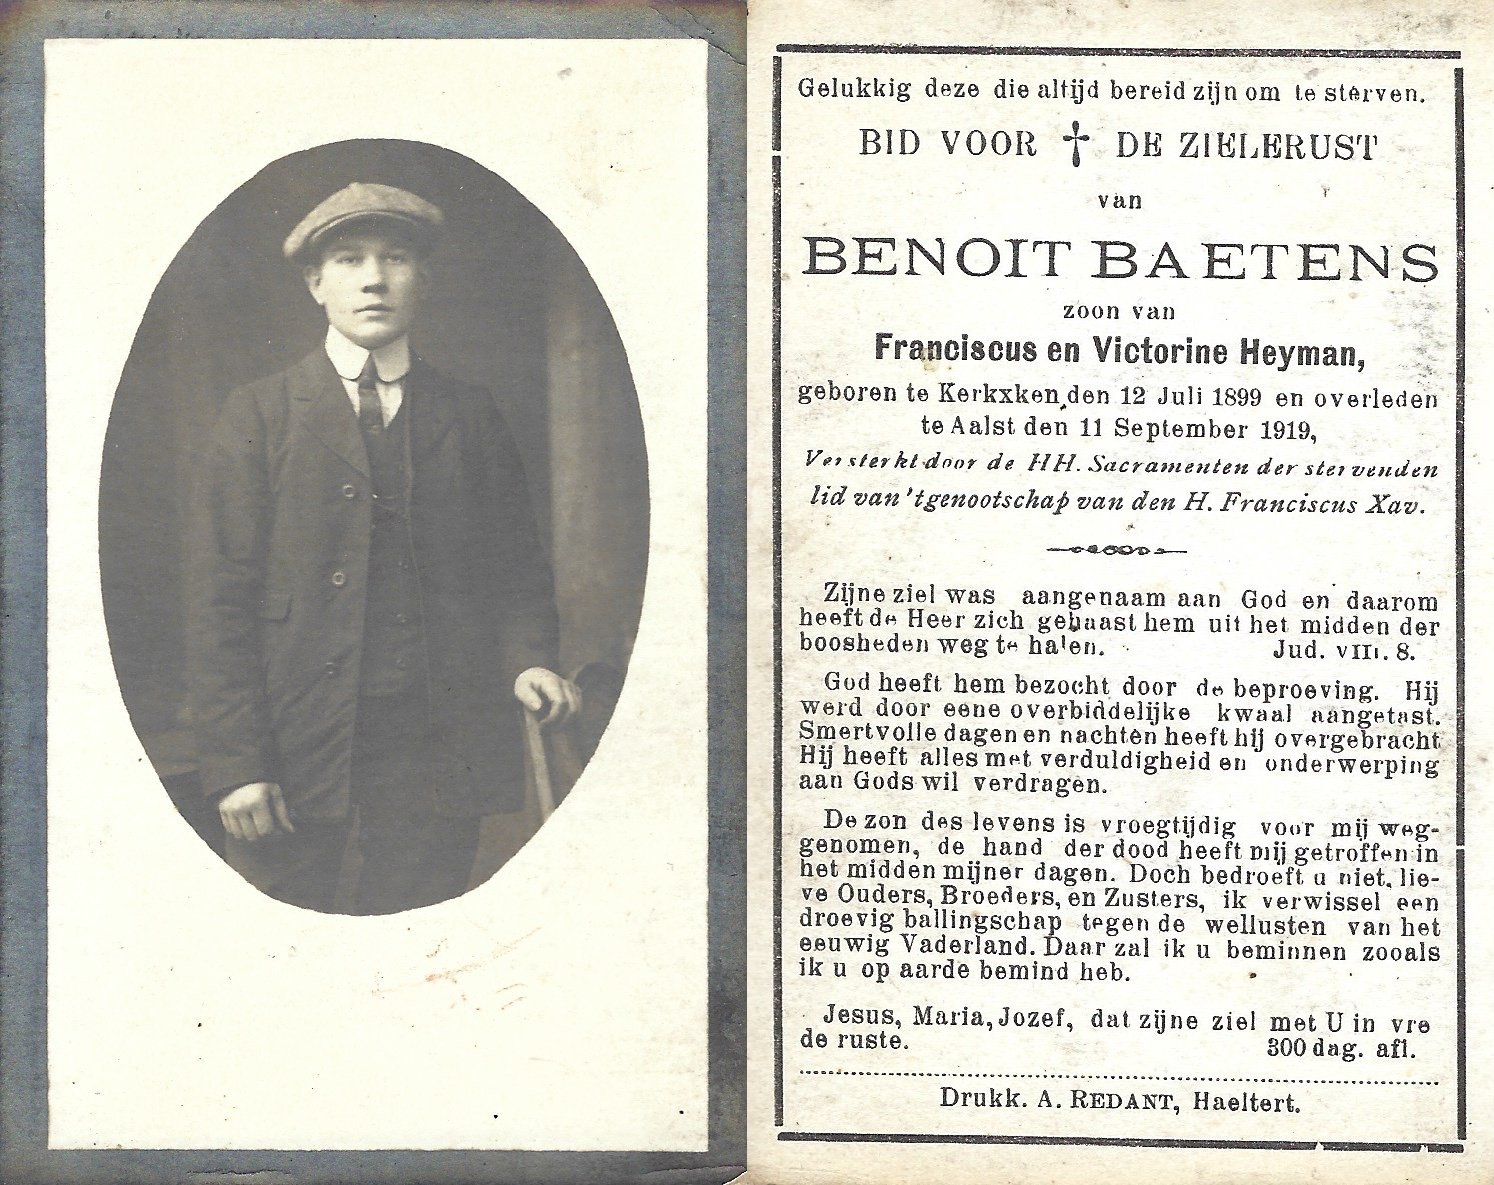 Gelukkig deze die altijd bereid zijn om te sterven.
BID VOOR † DE ZIELERUST
van
BENOIT BAETENS
zoon van
Franciscus en Victorine Heyman,
geboren te Kerkxken den 12 Juli 1899 en overleden
te Aalst den 11 September 1919,
Versterkt door de HH. Sacramenten der stervenden
lid van 't genootschap van den H. Franciscus Xav.
Zijne ziel was aangenaam aan God en daarom
heeft de Heer zich gehaast hem uit het midden der
boosheden weg te halen. Jud. VIII. 8.
God heeft hem bezocht door de beproeving. Hij
werd door eene overbiddelijke kwaal aangetast.
Smertvolle dagen en nachten heeft hij overgebracht
Hij heeft alles met verduldigheid en onderwerping
aan Gods wil verdragen.
De zon des levens is vroegtijdig voor mij weg-
genomen, de hand der dood heeft mij getroffen in
het midden mijner dagen. Doch bedroeft u niet, lie-
ve Ouders, Broeders, en Zusters, ik verwissel een
droevig ballingschap tegen de wellusten van het
eeuwig Vaderland. Daar zal ik u beminnen zooals
ik u op aarde bemind heb.
Jesus, Maria, Jozef, dat zijne ziel met U in vre
de ruste. 300 dag. afl.
Drukk. A. REDANT, Haeltert.